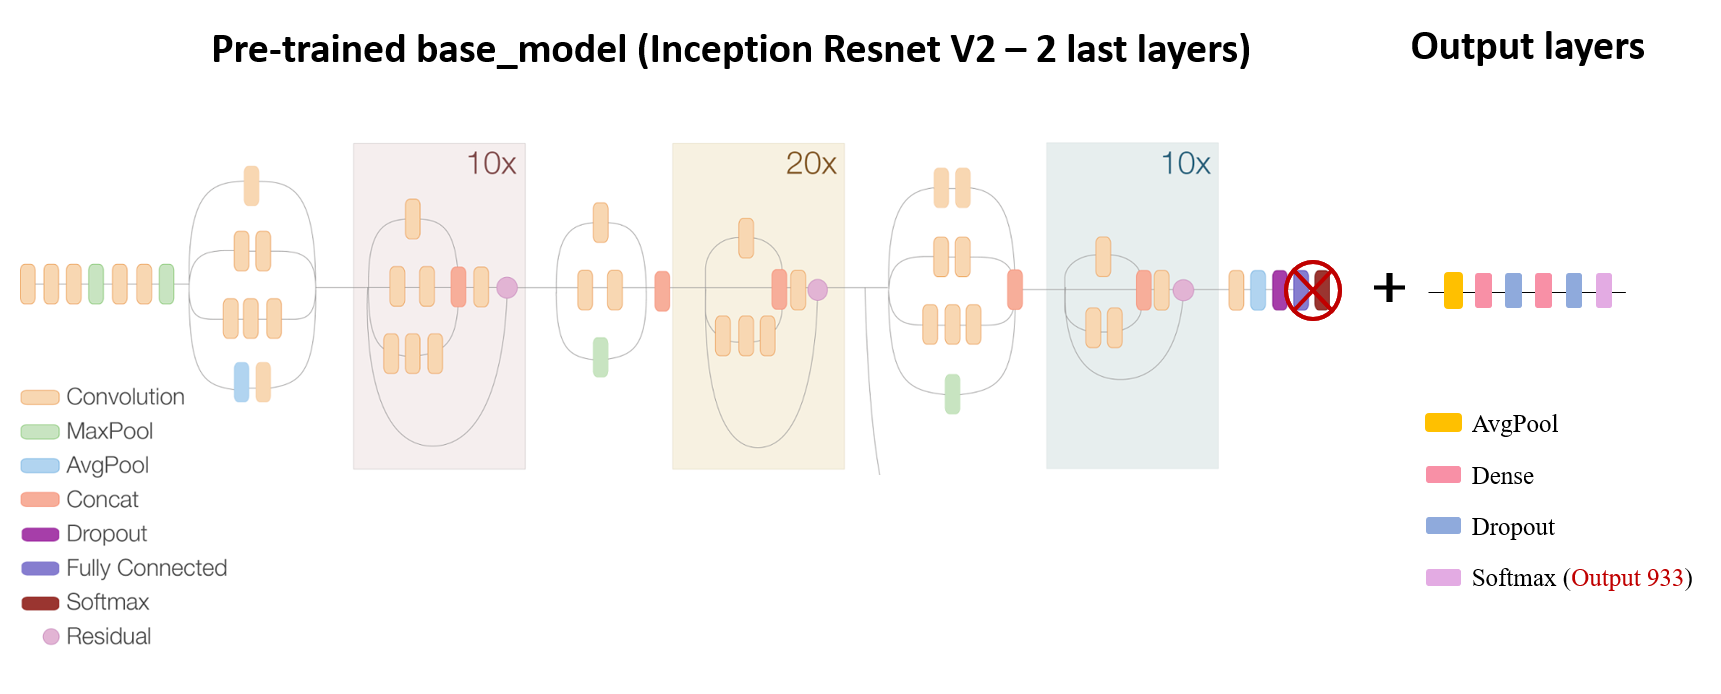 Pre-trained base_model (Inception Resnet V2 – 2 last layers)
Output layers
10x
20x
10x
+
Convolution
MaxPool
AvgPool
Concat
Dropout
Fully Connected
Softmax
Residual
AvgPool
Dense
Dropout
Softmax (Output 933)